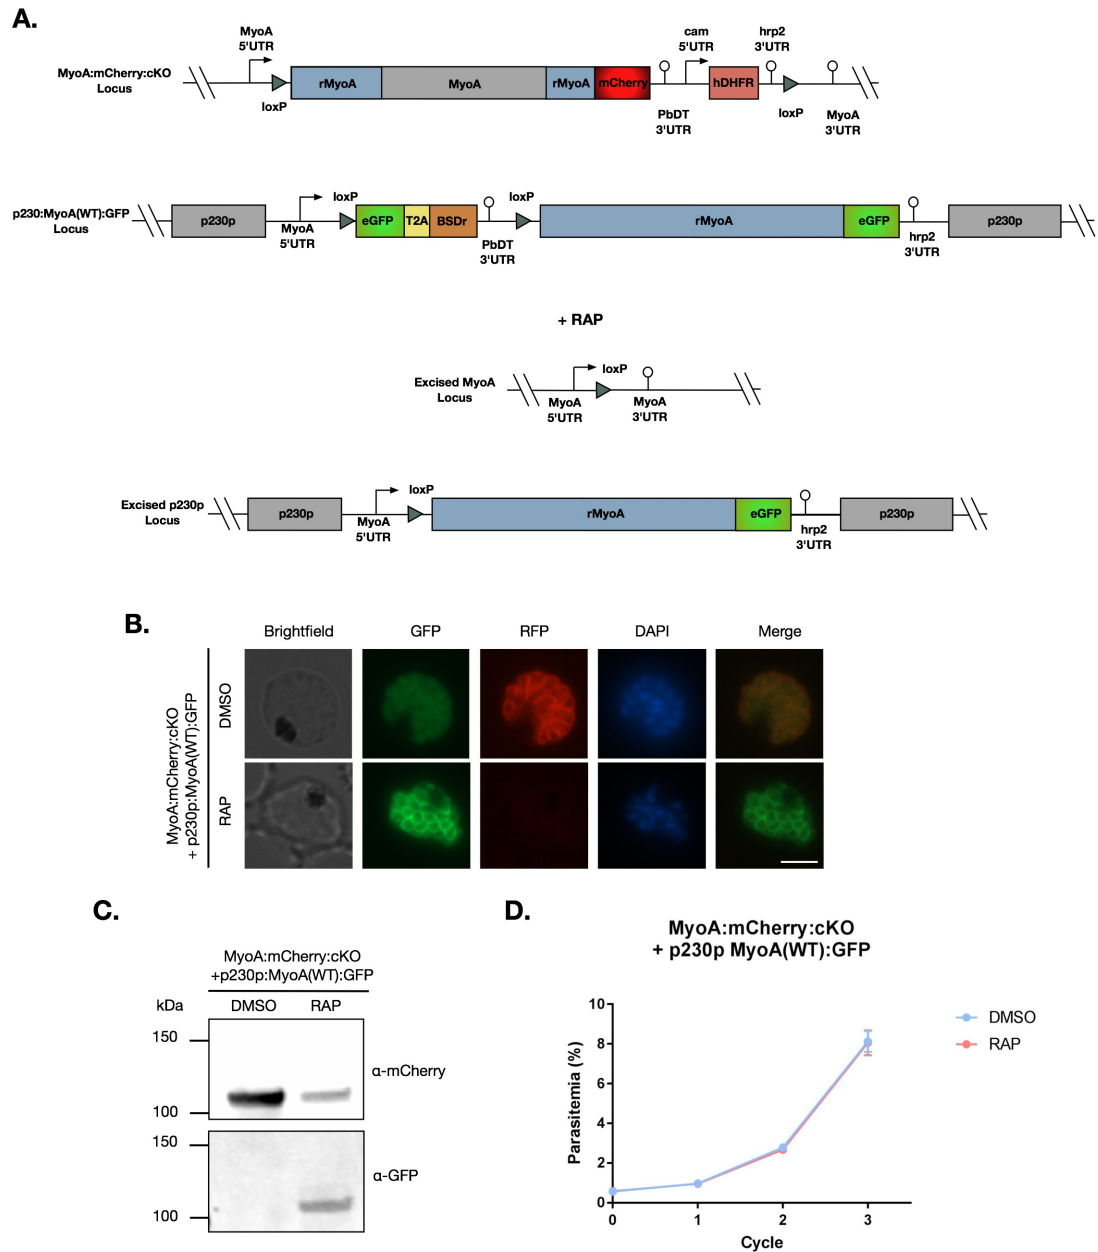 A.
MyoA
5'UTR
cam
5'UTR
hrp2
3'UTR
MyoA:mCherry:cKO
Locus
rMyoA
MyoA
rMyoA
mCherry
hDHFR
loxP
PbDT
3'UTR
loxP
MyoA
3'UTR
loxP
loxP
p230:MyoA(WT):GFP
Locus
p230p
eGFP
T2A
BSDr
rMyoA
eGFP
p230p
MyoA
5'UTR
PbDT
3'UTR
hrp2
3'UTR
+ RAP
loxP
Excised MyoA
Locus
MyoA
5'UTR
MyoA
3'UTR
loxP
Excised p230p
Locus
p230p
rMyoA
eGFP
p230p
MyoA
5'UTR
hrp2
3'UTR
B.
Brightfield
GFP
RFP
DAPI
Merge
MyoA:mCherry:cKO
+ p230p:MyoA(WT):GFP
DMSO
RAP
C.
MyoA:mCherry:cKO
+p230p:MyoA(WT):GFP
kDa
DMSO
RAP
150
α-mCherry
100
150
α-GFP
100
D.
MyoA:mCherry:cKO
+ p230p MyoA(WT):GFP
Parasitemia (%)
10
8
6
4
2
0
0
1
2
3
Cycle
DMSO
RAP